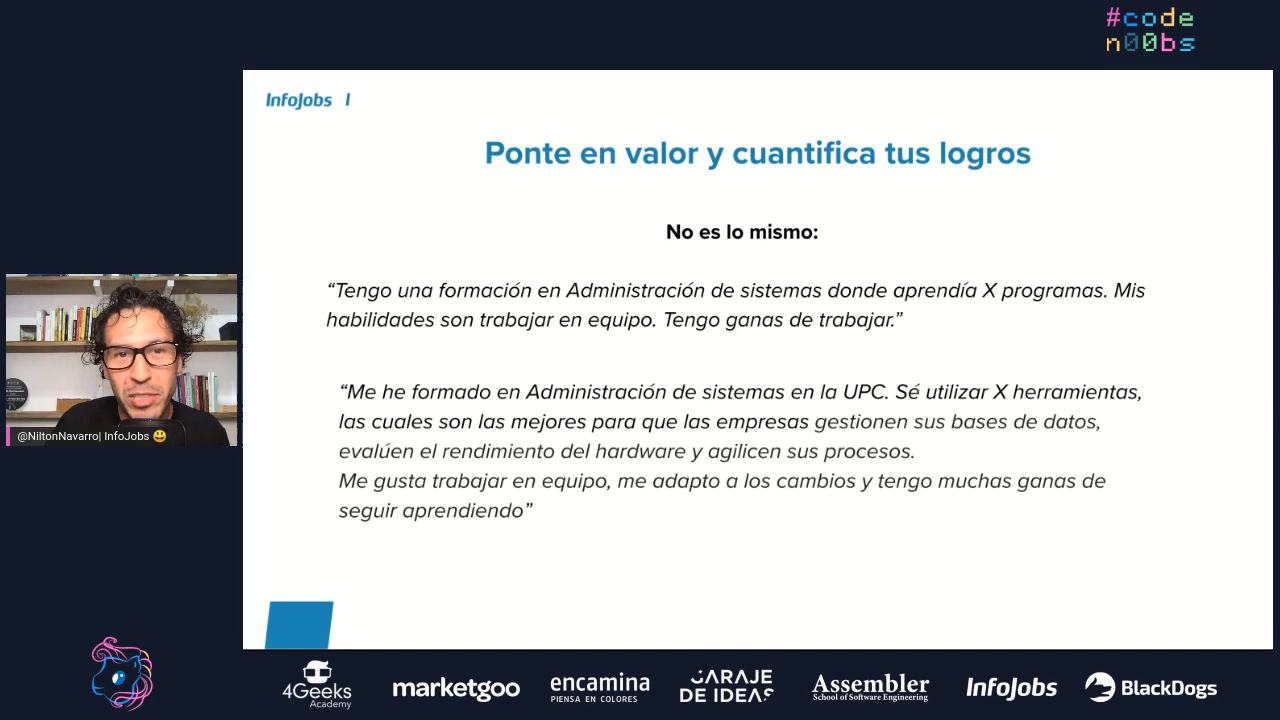 #code
n00bs
InfoJobs
Ponte en valor y cuantifica tus logros
No es lo mismo:
“Tengo una formación en Administración de sistemas donde aprendía X programas. Mis
habilidades son trabajar en equipo. Tengo ganas de trabajar.”
“Me he formado en Administración de sistemas en la UPC. Sé utilizar X herramientas,
las cuales son las mejores para que las empresas gestionen sus bases de datos,
evalúen el rendimiento del hardware y agilicen sus procesos.
Me gusta trabajar en equipo, me adapto a los cambios y tengo muchas ganas de
seguir aprendiendo”
@NiltonNavarro| InfoJobs 😃
4Geeks
Academy
marketgoo
encamina
PIENSA EN COLORES
GARAJE
DE IDEAS
Assembler
School of Software Engineering
InfoJobs
BlackDogs